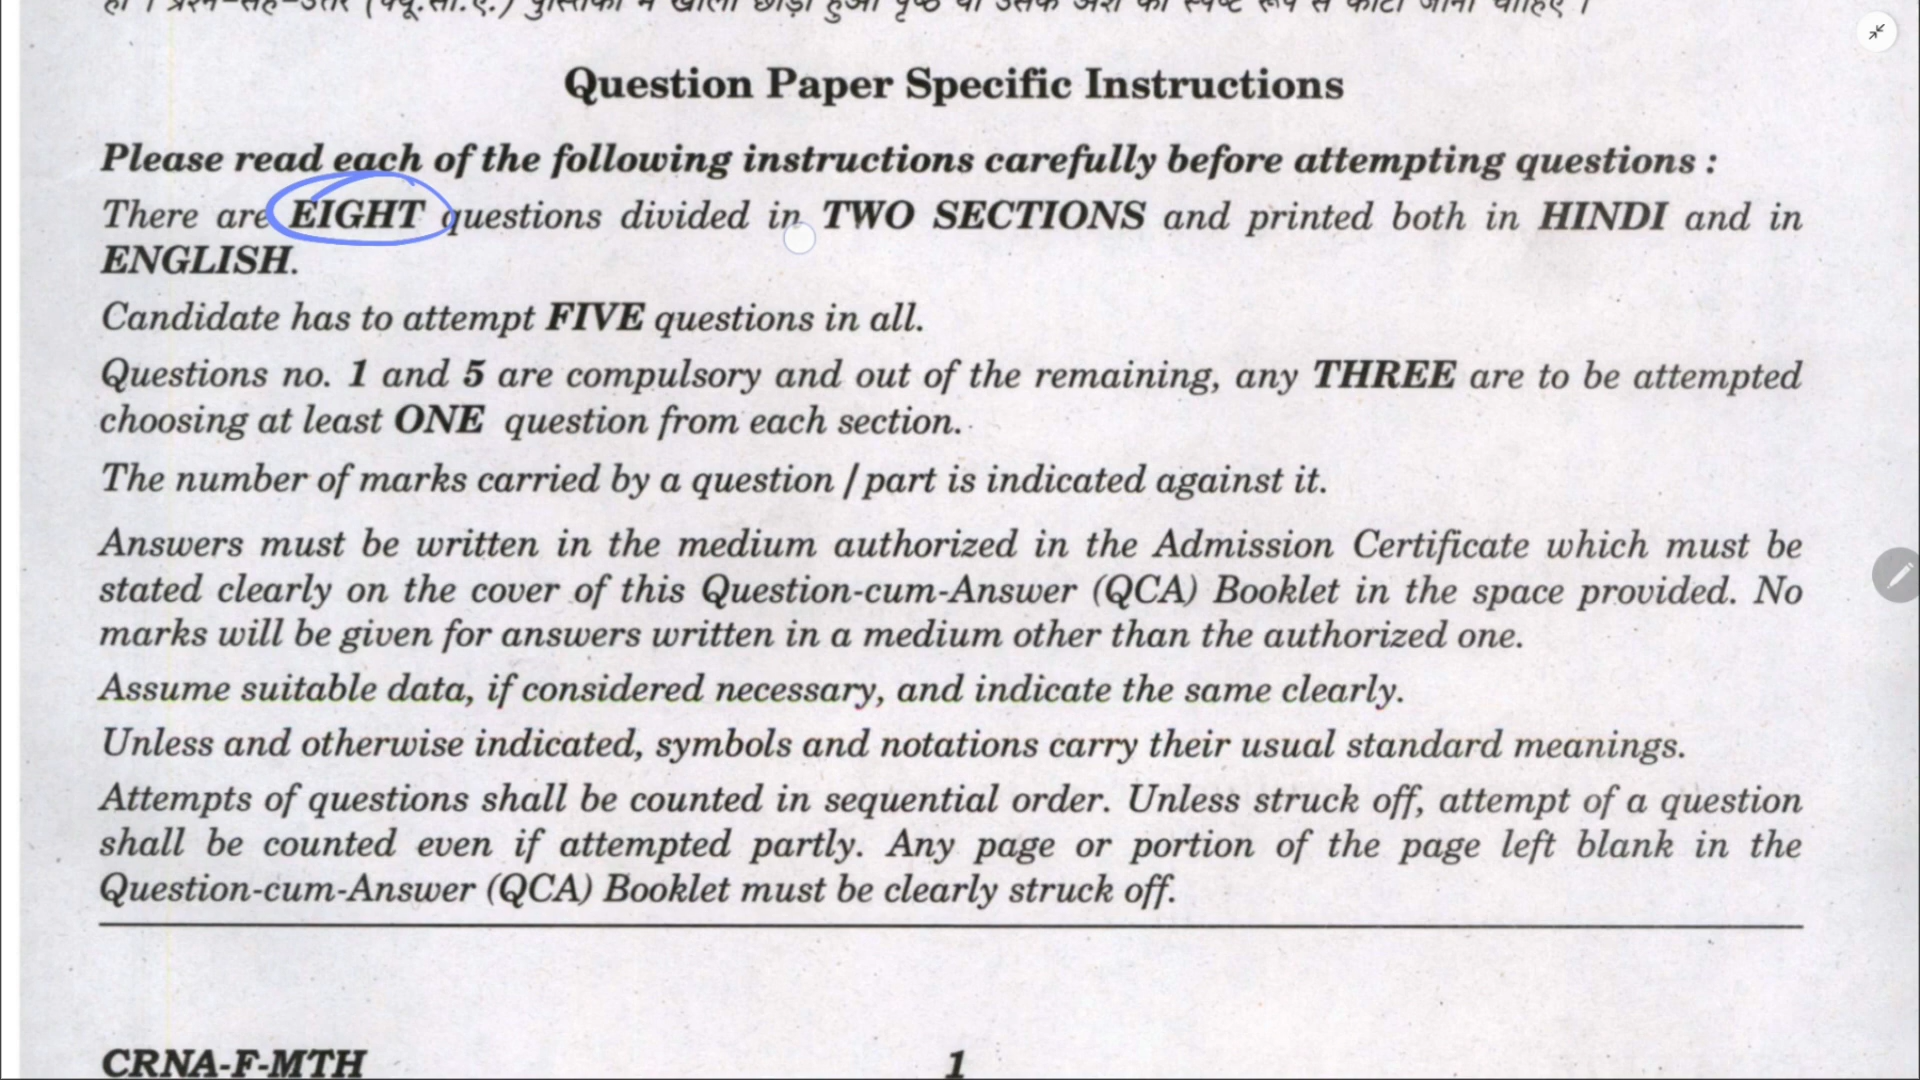 हो । प्रश्न-सह-उत्तर (क्यू.सी.ए.) पुस्तिका में खाली छोड़ा हुआ पृष्ठ या उसके अंश को स्पष्ट रूप से काटा जाना चाहिए ।
Question Paper Specific Instructions
Please read each of the following instructions carefully before attempting questions :
There are EIGHT questions divided in TWO SECTIONS and printed both in HINDI and in
ENGLISH.
Candidate has to attempt FIVE questions in all.
Questions no. 1 and 5 are compulsory and out of the remaining, any THREE are to be attempted
choosing at least ONE question from each section.
The number of marks carried by a question / part is indicated against it.
Answers must be written in the medium authorized in the Admission Certificate which must be
stated clearly on the cover of this Question-cum-Answer (QCA) Booklet in the space provided. No
marks will be given for answers written in a medium other than the authorized one.
Assume suitable data, if considered necessary, and indicate the same clearly.
Unless and otherwise indicated, symbols and notations carry their usual standard meanings.
Attempts of questions shall be counted in sequential order. Unless struck off, attempt of a question
shall be counted even if attempted partly. Any page or portion of the page left blank in the
Question-cum-Answer (QCA) Booklet must be clearly struck off.
CRNA-F-MTH 1